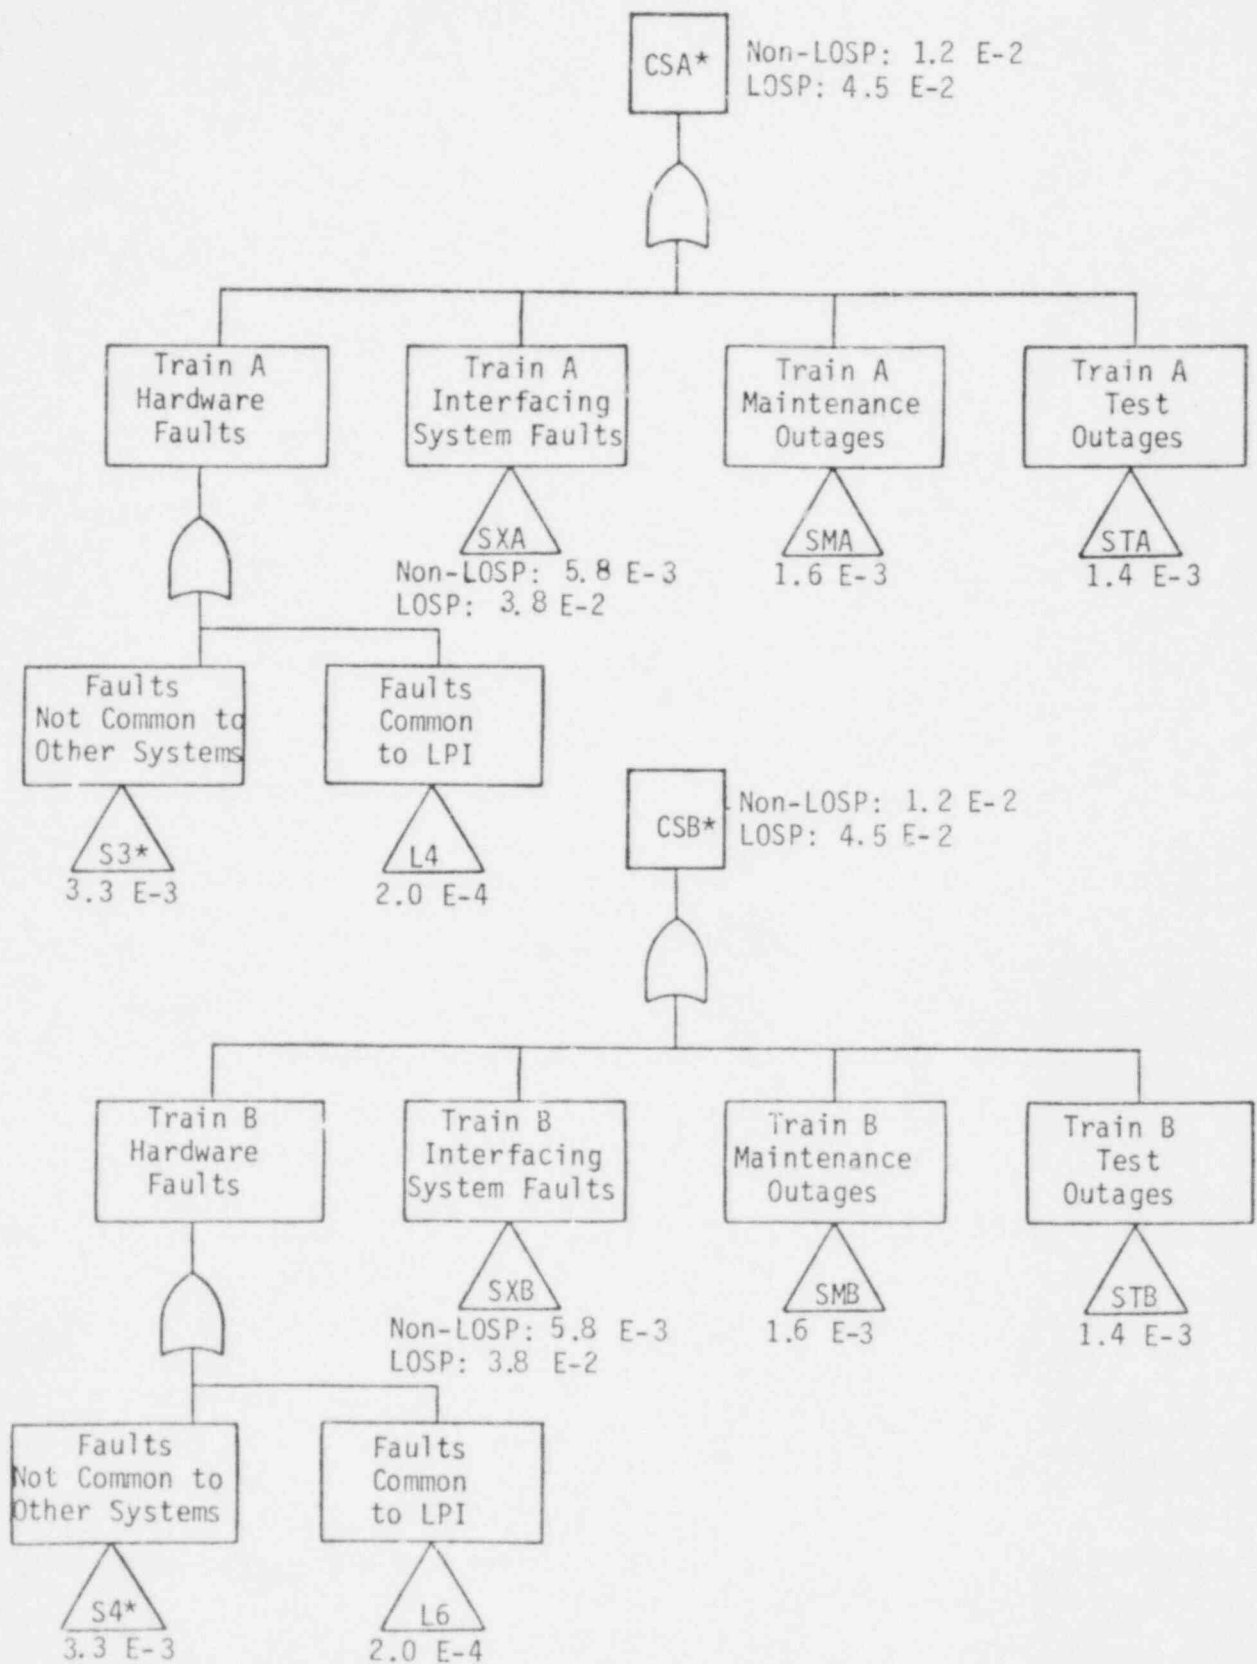 CSA*
Non-LOSP: 1.2 E-2
LOSP: 4.5 E-2
Train A
Hardware
Faults
Train A
Interfacing
System Faults
Train A
Maintenance
Outages
Train A
Test
Outages
SXA
Non-LOSP: 5.8 E-3
LOSP: 3.8 E-2
SMA
1.6 E-3
STA
1.4 E-3
Faults
Not Common to
Other Systems
Faults
Common
to LPI
S3*
3.3 E-3
L4
2.0 E-4
CSB*
Non-LOSP: 1.2 E-2
LOSP: 4.5 E-2
Train B
Hardware
Faults
Train B
Interfacing
System Faults
Train B
Maintenance
Outages
Train B
Test
Outages
SXB
Non-LOSP: 5.8 E-3
LOSP: 3.8 E-2
SMB
1.6 E-3
STB
1.4 E-3
Faults
Not Common to
Other Systems
Faults
Common
to LPI
S4*
3.3 E-3
L6
2.0 E-4